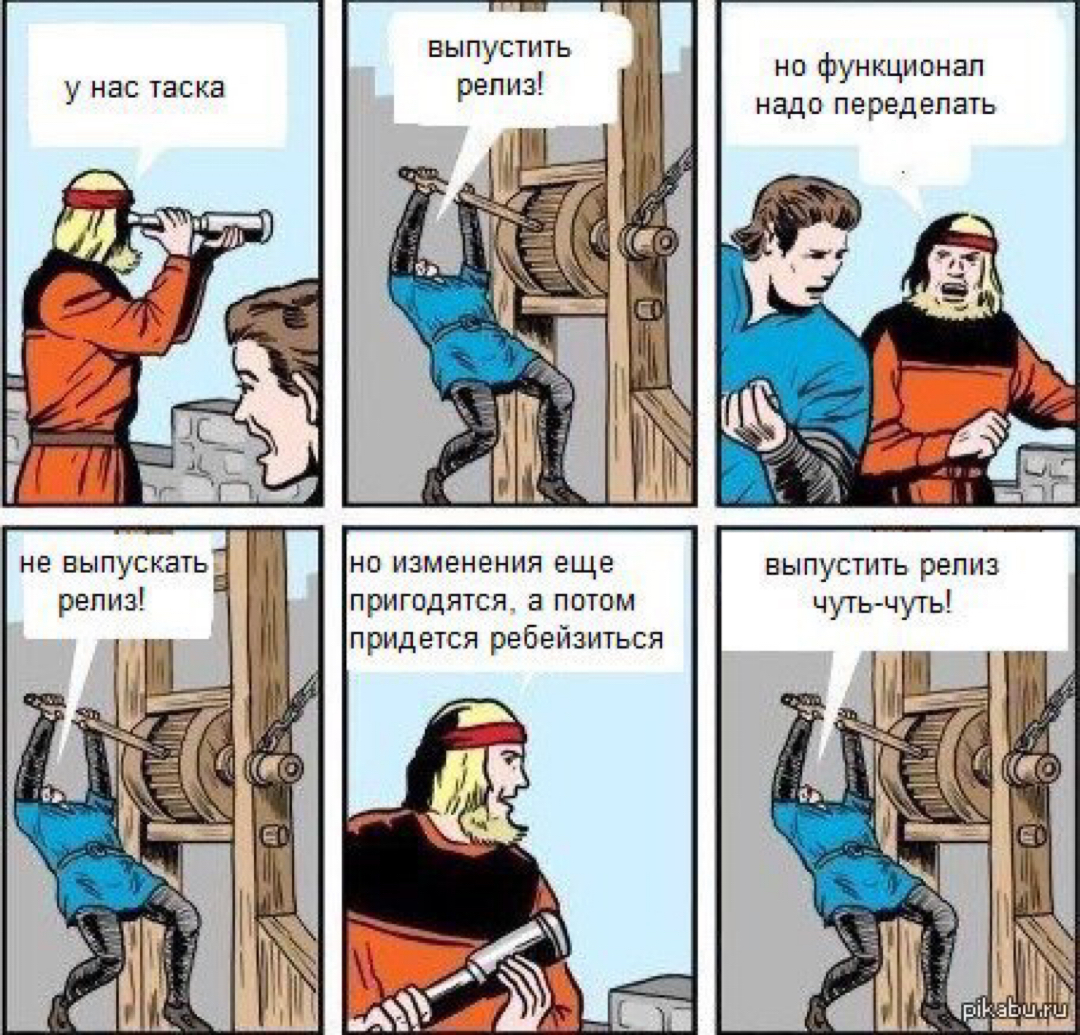 у нас таска
выпустить
релиз!
но функционал
надо переделать
.
не выпускать
релиз!
но изменения еще
пригодятся, а потом
придется ребейзиться
выпустить релиз
чуть-чуть!
pikabu.ru